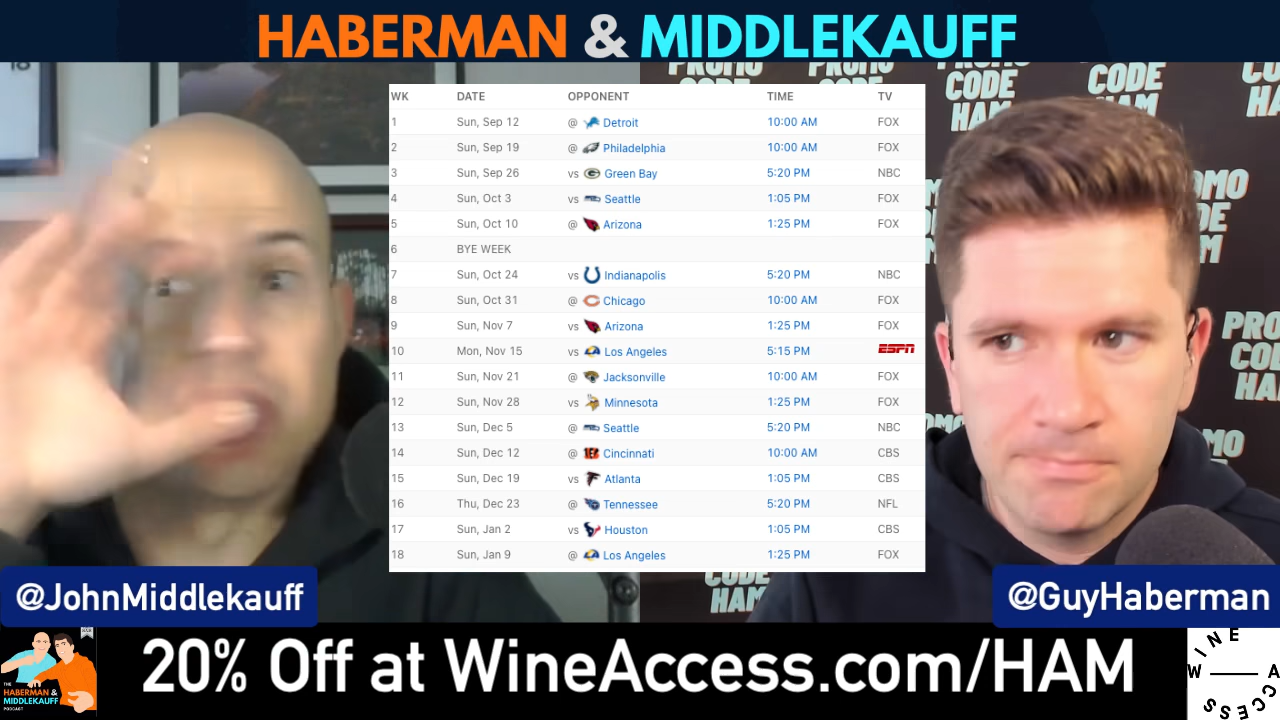 HABERMAN & MIDDLEKAUFF
PROMO
CODE
HAM
WK DATE OPPONENT TIME TV
1 Sun, Sep 12 @ Detroit 10:00 AM FOX
2 Sun, Sep 19 @ Philadelphia 10:00 AM FOX
3 Sun, Sep 26 vs Green Bay 5:20 PM NBC
4 Sun, Oct 3 vs Seattle 1:05 PM FOX
5 Sun, Oct 10 @ Arizona 1:25 PM FOX
6 BYE WEEK
7 Sun, Oct 24 vs Indianapolis 5:20 PM NBC
8 Sun, Oct 31 @ Chicago 10:00 AM FOX
9 Sun, Nov 7 vs Arizona 1:25 PM FOX
10 Mon, Nov 15 vs Los Angeles 5:15 PM ESPN
11 Sun, Nov 21 @ Jacksonville 10:00 AM FOX
12 Sun, Nov 28 vs Minnesota 1:25 PM FOX
13 Sun, Dec 5 @ Seattle 5:20 PM NBC
14 Sun, Dec 12 @ Cincinnati 10:00 AM CBS
15 Sun, Dec 19 vs Atlanta 1:05 PM CBS
16 Thu, Dec 23 @ Tennessee 5:20 PM NFL
17 Sun, Jan 2 vs Houston 1:05 PM CBS
18 Sun, Jan 9 @ Los Angeles 1:25 PM FOX
@JohnMiddlekauff
@GuyHaberman
THE
HABERMAN &
MIDDLEKAUFF
PODCAST
20% Off at WineAccess.com/HAM
WINE
ACCESS